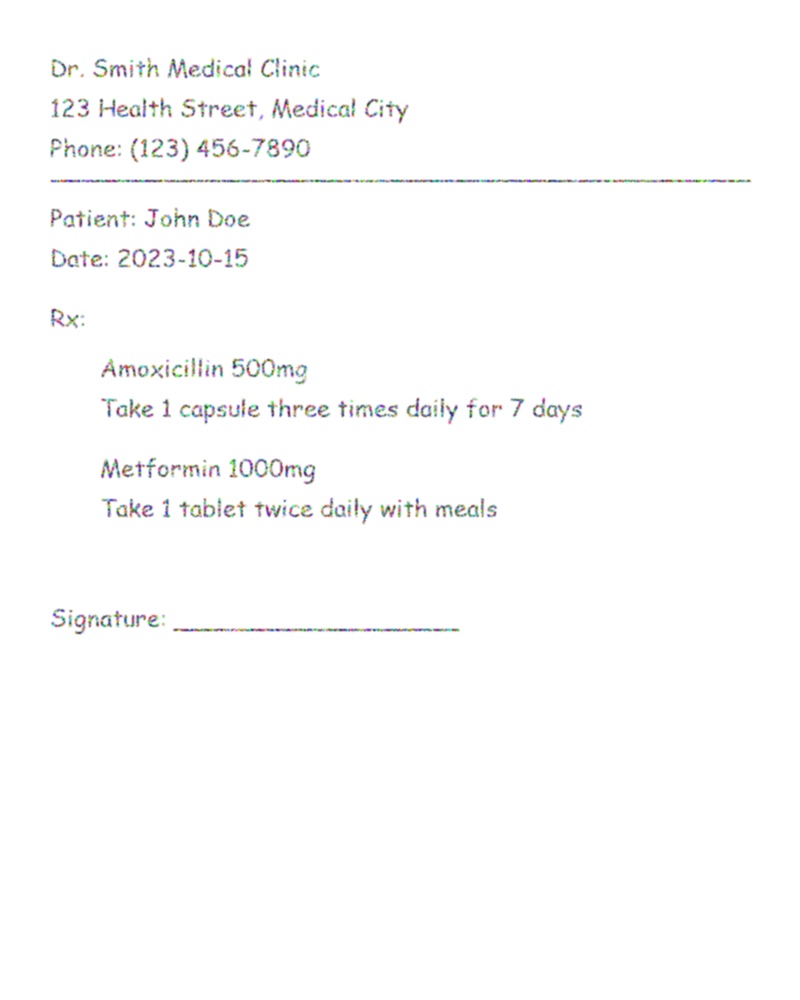 Dr. Smith Medical Clinic
123 Health Street, Medical City
Phone: (123) 456-7890
Patient: John Doe
Date: 2023-10-15
Rx:
Amoxicillin 500mg
Take 1 capsule three times daily for 7 days
Metformin 1000mg
Take 1 tablet twice daily with meals
Signature: ____________________